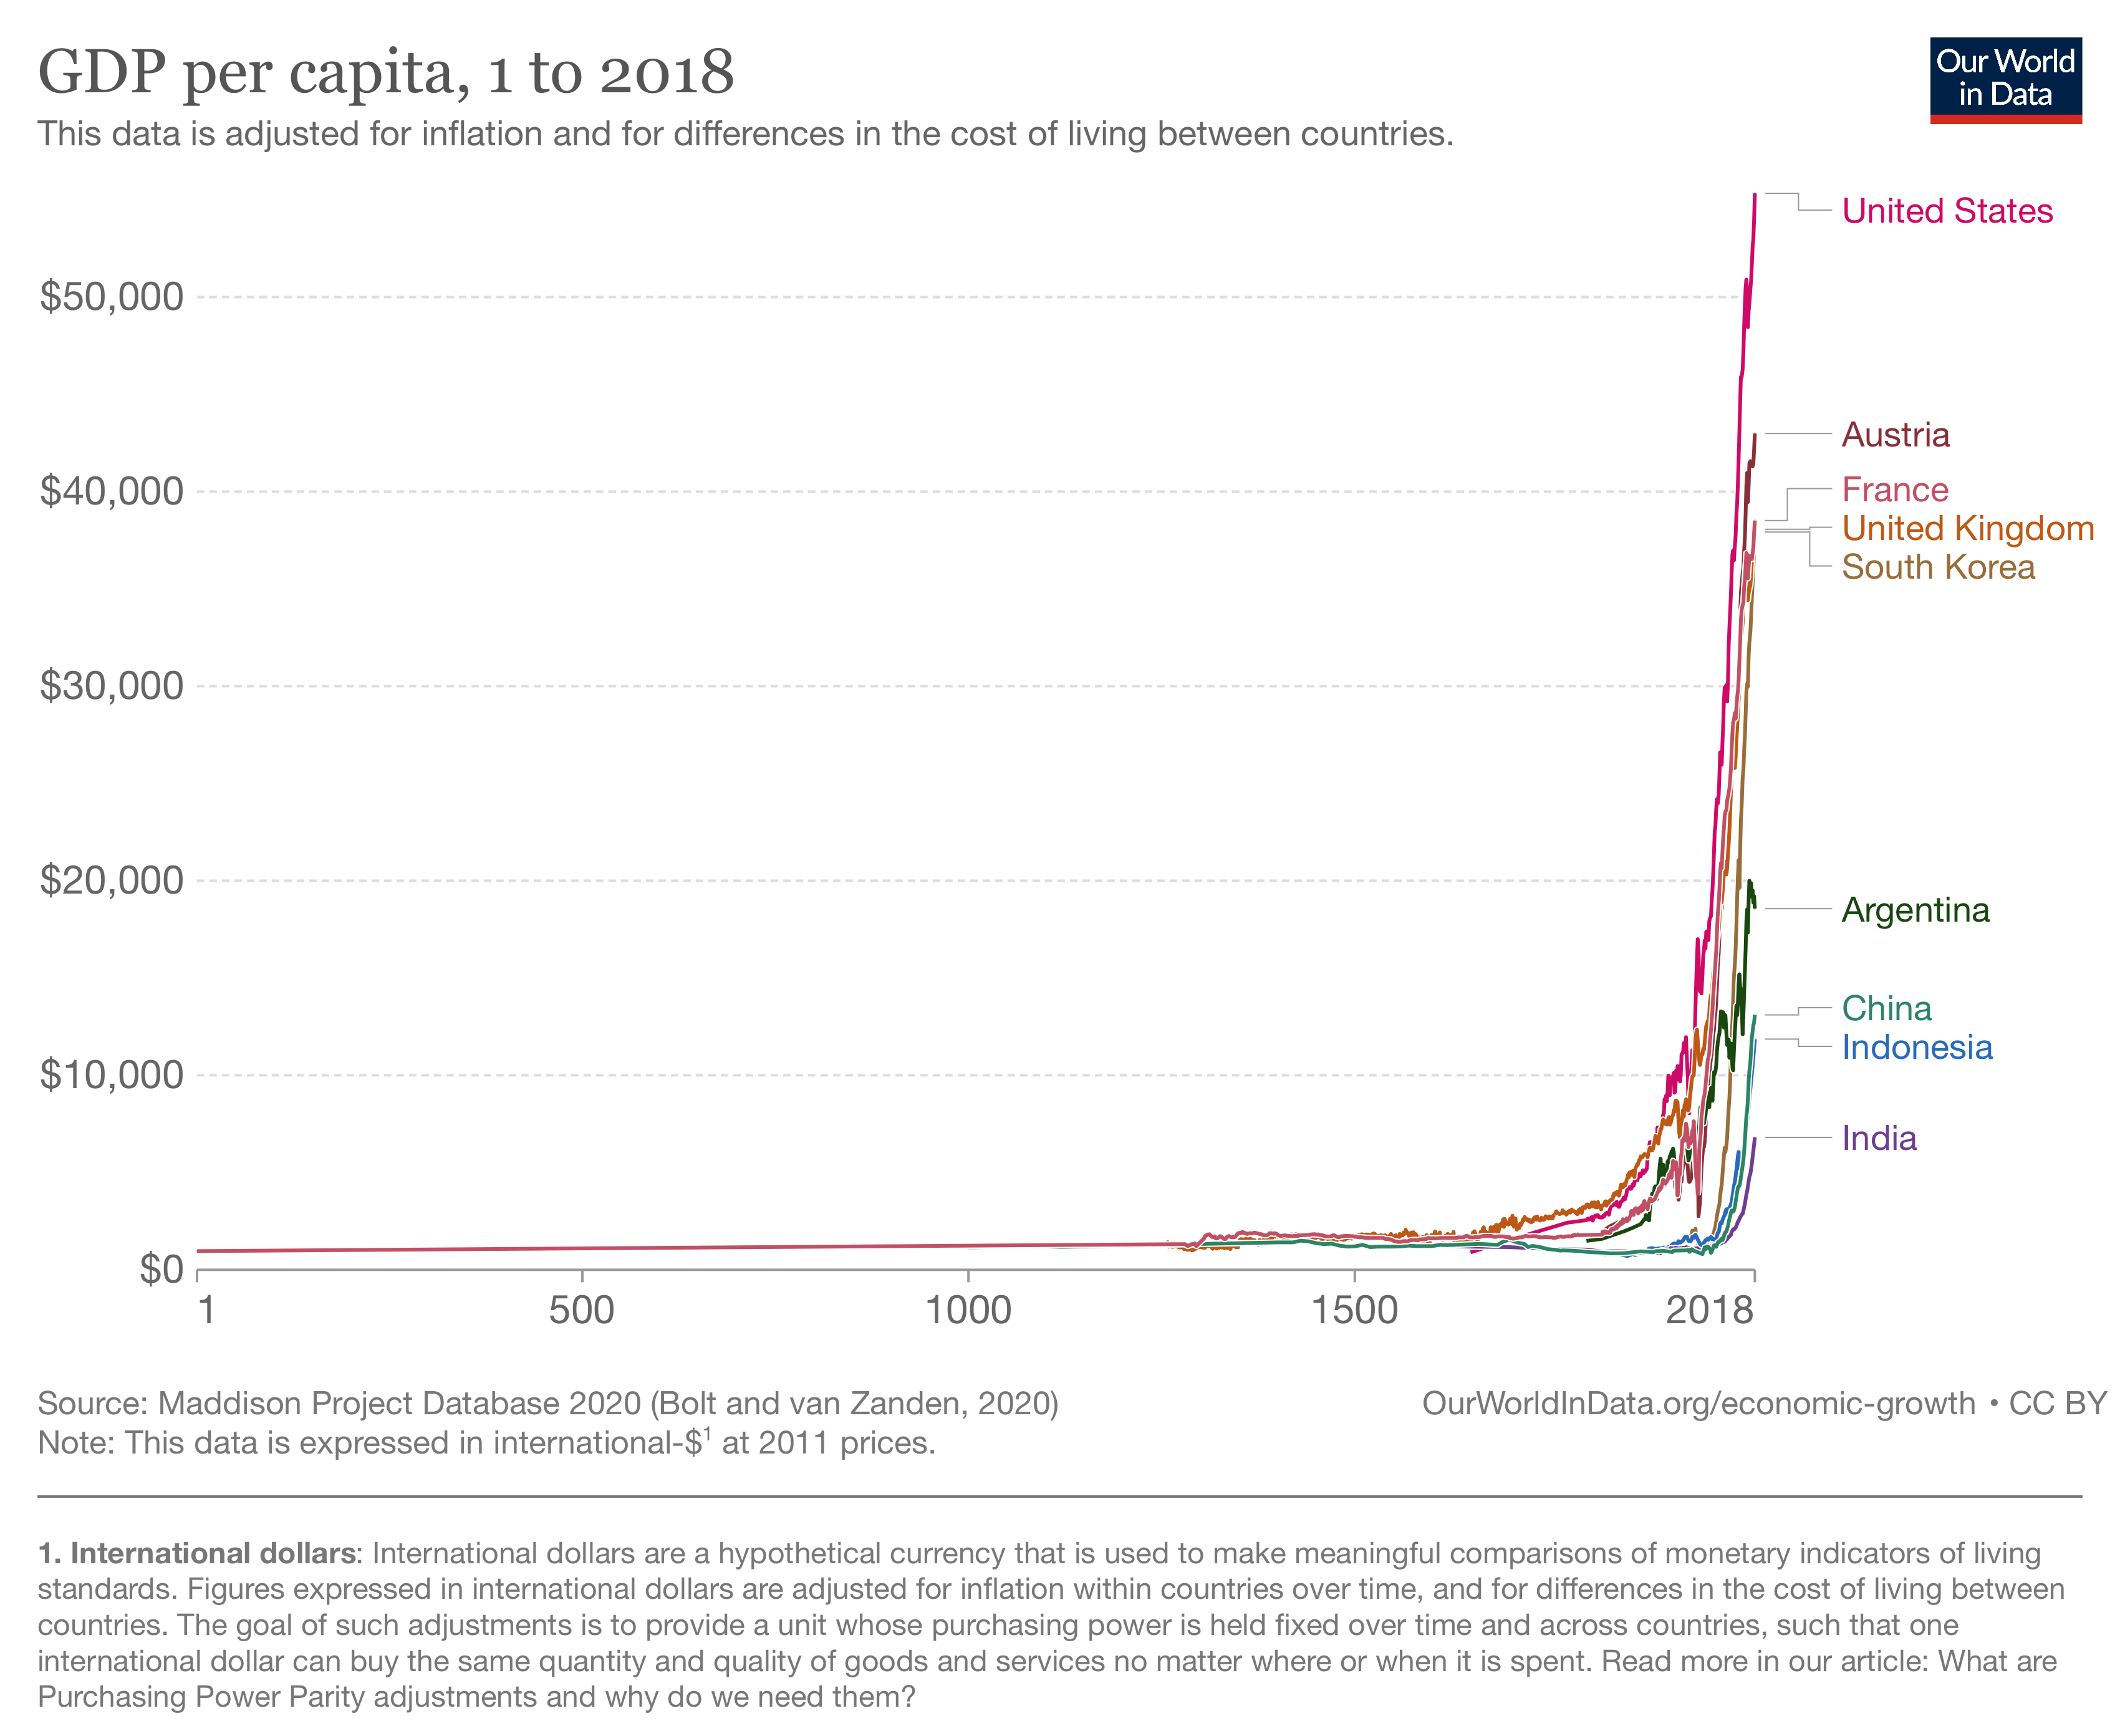 GDP per capita, 1 to 2018
This data is adjusted for inflation and for differences in the cost of living between countries.
Our World
in Data
United States
$50,000
Austria
$40,000
France
United Kingdom
South Korea
$30,000
$20,000
Argentina
China
$10,000
Indonesia
India
$0
1
500
1000
1500
2018
Source: Maddison Project Database 2020 (Bolt and van Zanden, 2020)
OurWorldInData.org/economic-growth • CC BY
Note: This data is expressed in international-$¹ at 2011 prices.
1. International dollars: International dollars are a hypothetical currency that is used to make meaningful comparisons of monetary indicators of living
standards. Figures expressed in international dollars are adjusted for inflation within countries over time, and for differences in the cost of living between
countries. The goal of such adjustments is to provide a unit whose purchasing power is held fixed over time and across countries, such that one
international dollar can buy the same quantity and quality of goods and services no matter where or when it is spent. Read more in our article: What are
Purchasing Power Parity adjustments and why do we need them?